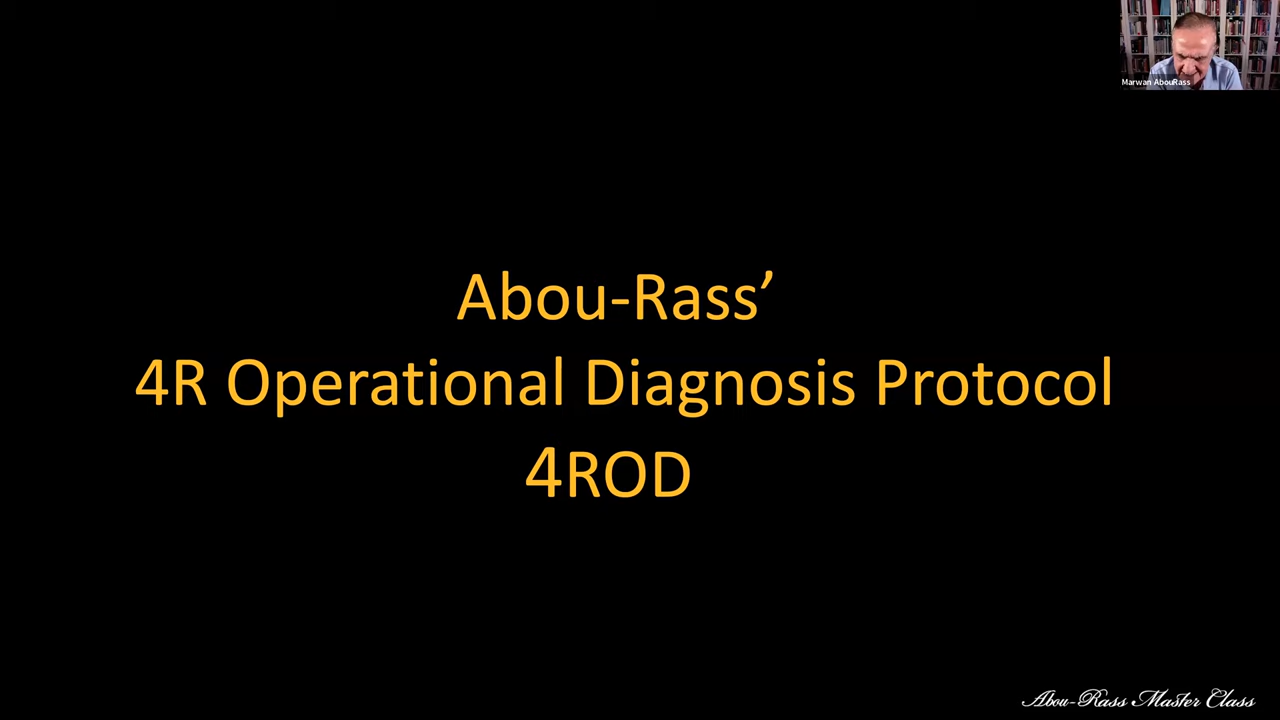 Marwan AbouRass
Abou-Rass’
4R Operational Diagnosis Protocol
4ROD
Abou-Rass Master Class